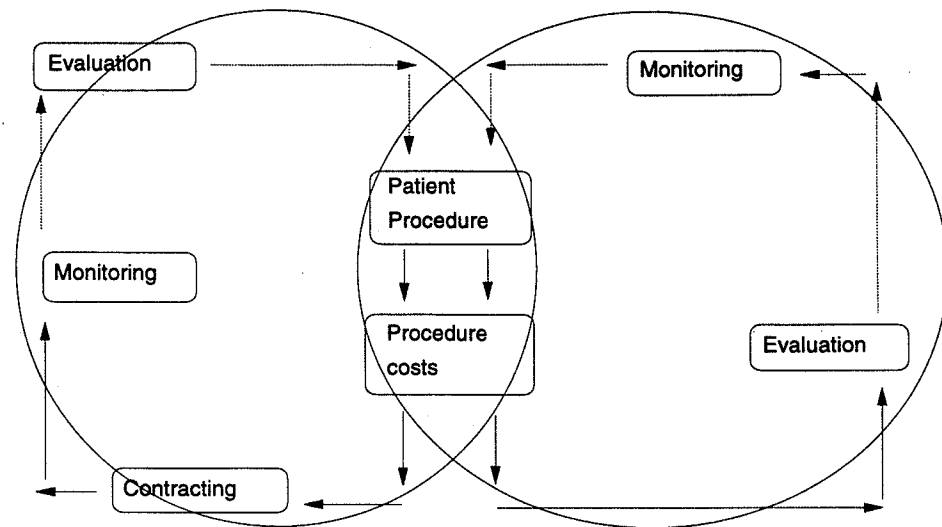 Evaluation
Monitoring
Patient
Procedure
Monitoring
Procedure
costs
Evaluation
Contracting